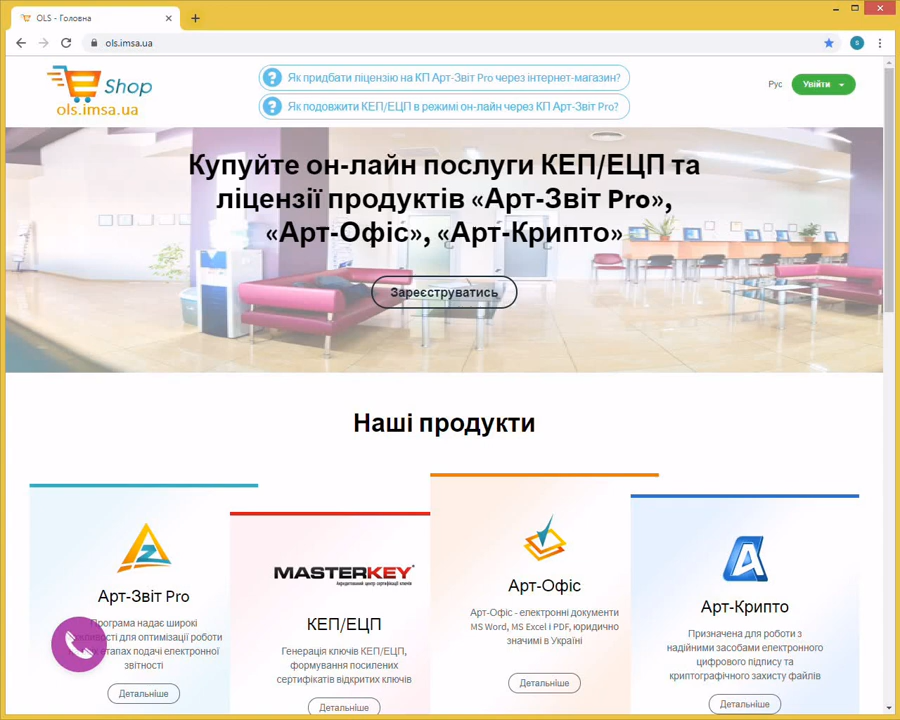 OLS - Головна
ols.imsa.ua
Shop
ols.imsa.ua
Як придбати ліцензію на КП Арт-Звіт Pro через інтернет-магазин?
Як подовжити КЕП/ЕЦП в режимі он-лайн через КП Арт-Звіт Pro?
Рус
Увійти
Купуйте он-лайн послуги КЕП/ЕЦП та
ліцензії продуктів «Арт-Звіт Pro»,
«Арт-Офіс», «Арт-Крипто»
Зареєструватись
Наші продукти
Арт-Звіт Pro
Програма надає широкі
для оптимізації роботи
етапах подачі електронної
звітності
Детальніше
MASTERKEY
Акредитований центр сертифікації ключів
КЕП/ЕЦП
Генерація ключів КЕП/ЕЦП,
формування посилених
сертифікатів відкритих ключів
Детальніше
Арт-Офіс
Арт-Офіс - електронні документи
MS Word, MS Excel і PDF, юридично
значимі в Україні
Детальніше
Арт-Крипто
Призначена для роботи з
надійними засобами електронного
цифрового підпису та
криптографічного захисту файлів
Детальніше